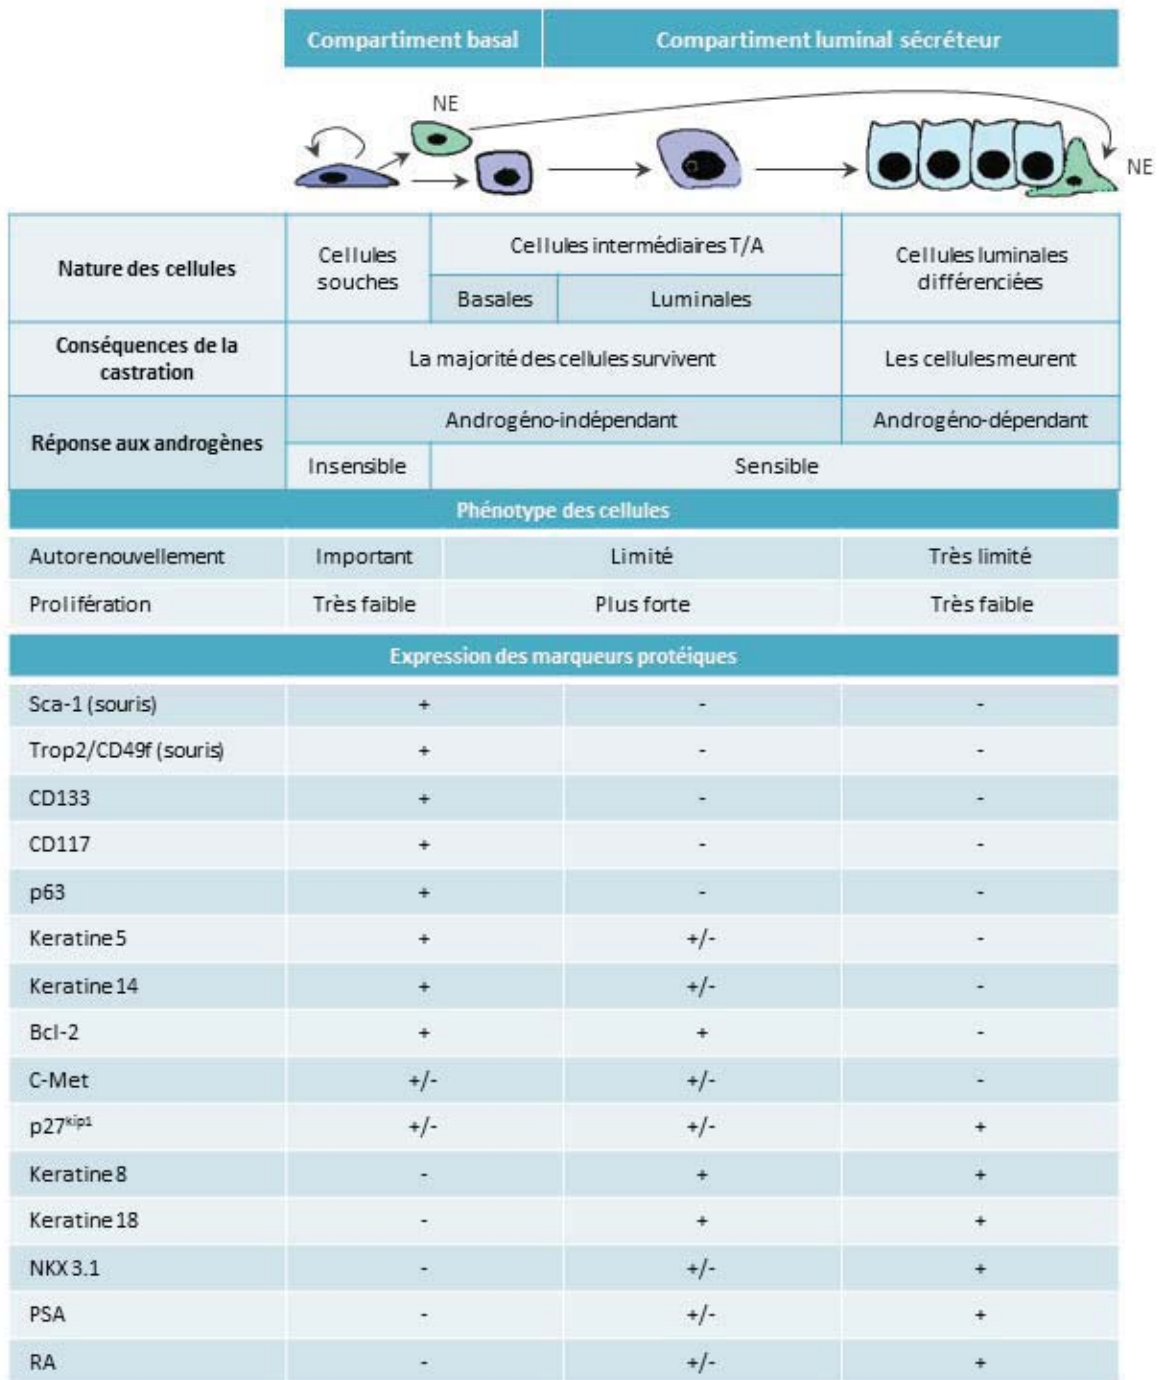 Compartiment basal Compartiment luminal sécréteur
NE
NE
Nature des cellules
Cellules souches
Cellules intermédiaires T/A
Basales Luminales
Cellules luminales différenciées
Conséquences de la castration
La majorité des cellules survivent
Les cellules meurent
Réponse aux androgènes
Androgéno-indépendant Androgéno-dépendant
Insensible Sensible
Phénotype des cellules
Autorenouvellement Important Limité Très limité
Prolifération Très faible Plus forte Très faible
Expression des marqueurs protéiques
Sca-1 (souris) + - -
Trop2/CD49f (souris) + - -
CD133 + - -
CD117 + - -
p63 + - -
Keratine 5 + +/- -
Keratine 14 + +/- -
Bcl-2 + + -
C-Met +/- +/- -
p27kip1 +/- +/- +
Keratine 8 - + +
Keratine 18 - + +
NKX 3.1 - +/- +
PSA - +/- +
RA - +/- +